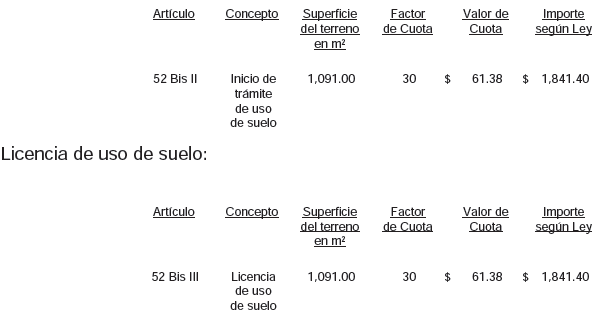 Artículo Concepto Superficie Factor Valor de Importe
del terreno de Cuota Cuota según Ley
en m²
52 Bis II Inicio de 1,091.00 30 $ 61.38 $ 1,841.40
trámite
de uso
de suelo
Licencia de uso de suelo:
Artículo Concepto Superficie Factor Valor de Importe
del terreno de Cuota Cuota según Ley
en m²
52 Bis III Licencia 1,091.00 30 $ 61.38 $ 1,841.40
de uso
de suelo